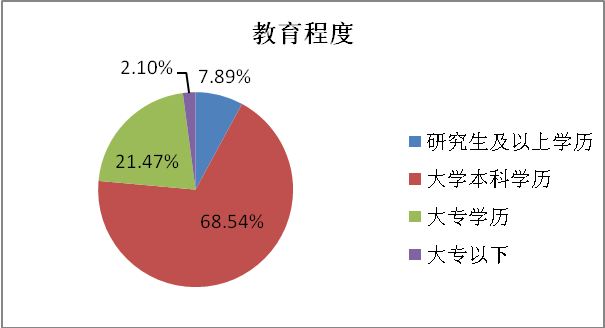 教育程度
2.10%
7.89%
21.47%
68.54%
研究生及以上学历
大学本科学历
大专学历
大专以下